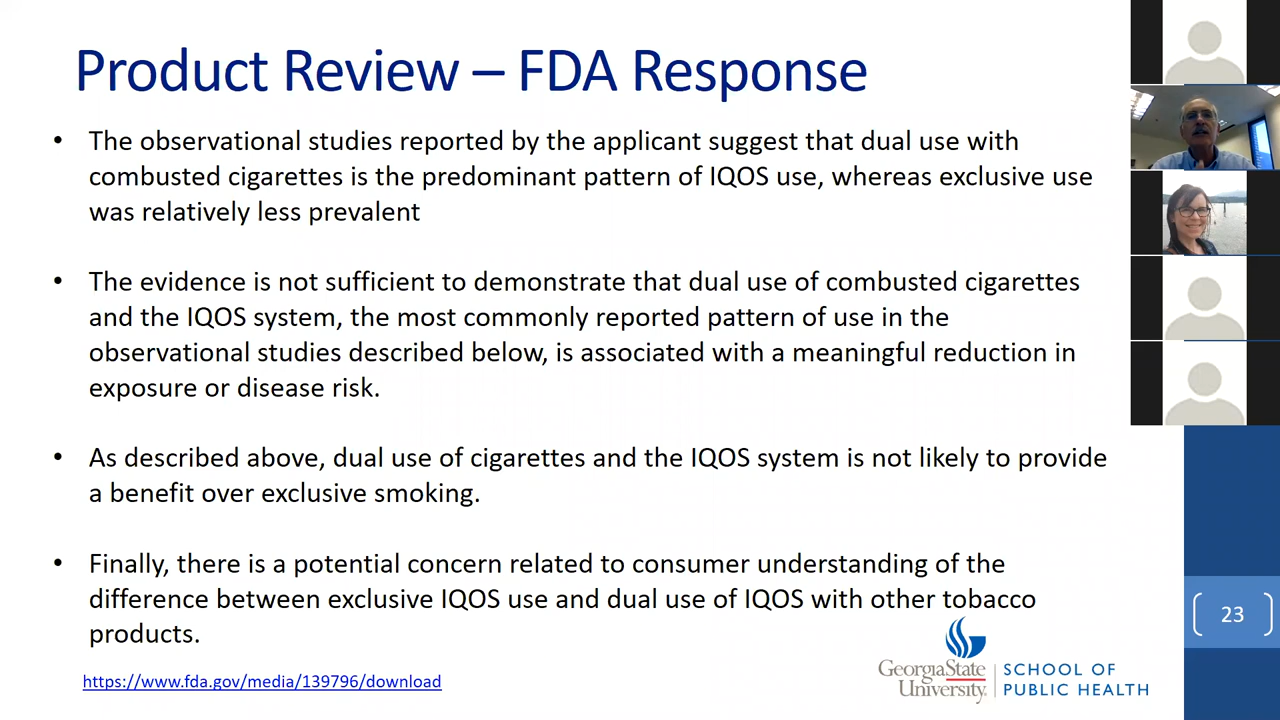 Product Review – FDA Response
• The observational studies reported by the applicant suggest that dual use with
combusted cigarettes is the predominant pattern of IQOS use, whereas exclusive use
was relatively less prevalent
• The evidence is not sufficient to demonstrate that dual use of combusted cigarettes
and the IQOS system, the most commonly reported pattern of use in the
observational studies described below, is associated with a meaningful reduction in
exposure or disease risk.
• As described above, dual use of cigarettes and the IQOS system is not likely to provide
a benefit over exclusive smoking.
• Finally, there is a potential concern related to consumer understanding of the
difference between exclusive IQOS use and dual use of IQOS with other tobacco
products.
https://www.fda.gov/media/139796/download
GeorgiaState
University.
SCHOOL OF
PUBLIC HEALTH
23